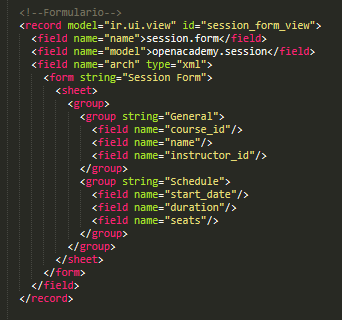 <!--Formulario-->
<record model="ir.ui.view" id="session_form_view">
<field name="name">session.form</field>
<field name="model">openacademy.session</field>
<field name="arch" type="xml">
<form string="Session Form">
<sheet>
<group>
<group string="General">
<field name="course_id"/>
<field name="name"/>
<field name="instructor_id"/>
</group>
<group string="Schedule">
<field name="start_date"/>
<field name="duration"/>
<field name="seats"/>
</group>
</group>
</sheet>
</form>
</field>
</record>